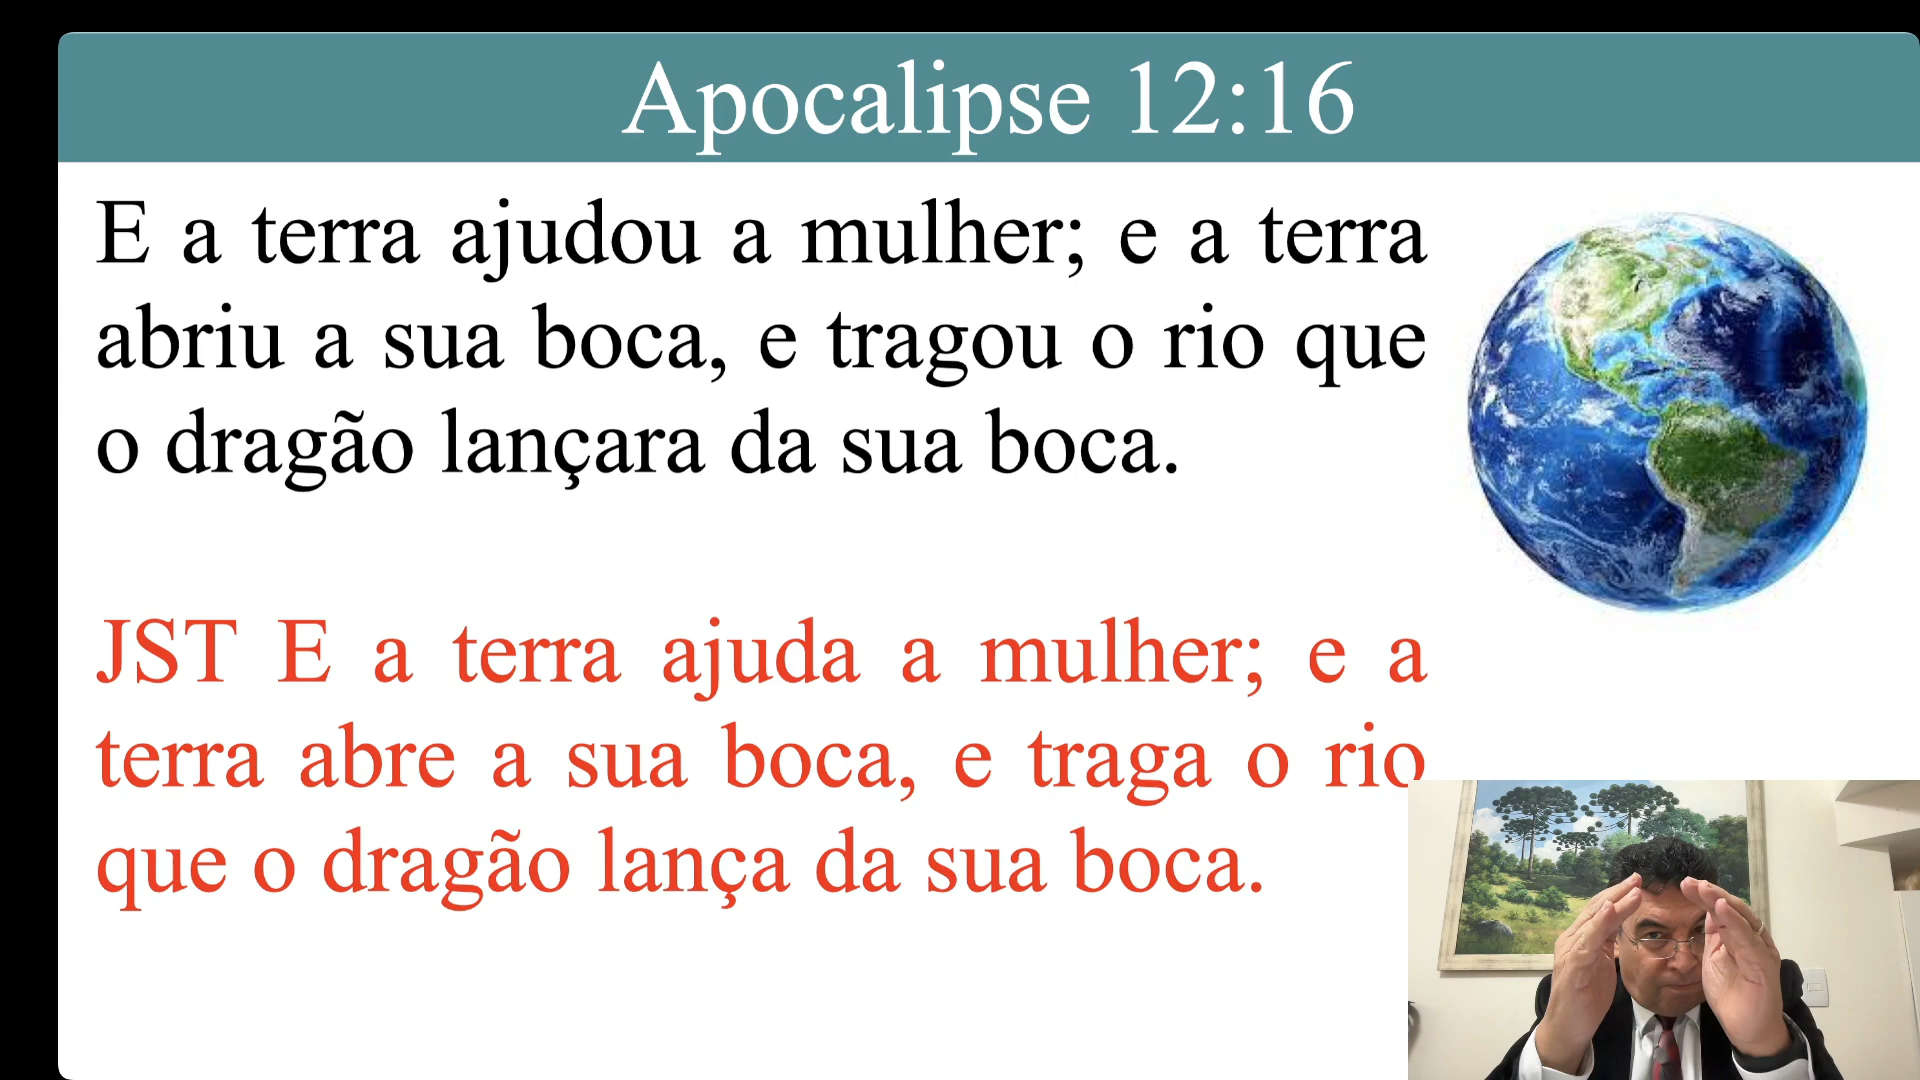 Apocalipse 12:16
E a terra ajudou a mulher; e a terra
abriu a sua boca, e tragou o rio que
o dragão lançara da sua boca.
JST E a terra ajuda a mulher; e a
terra abre a sua boca, e traga o rio
que o dragão lança da sua boca.